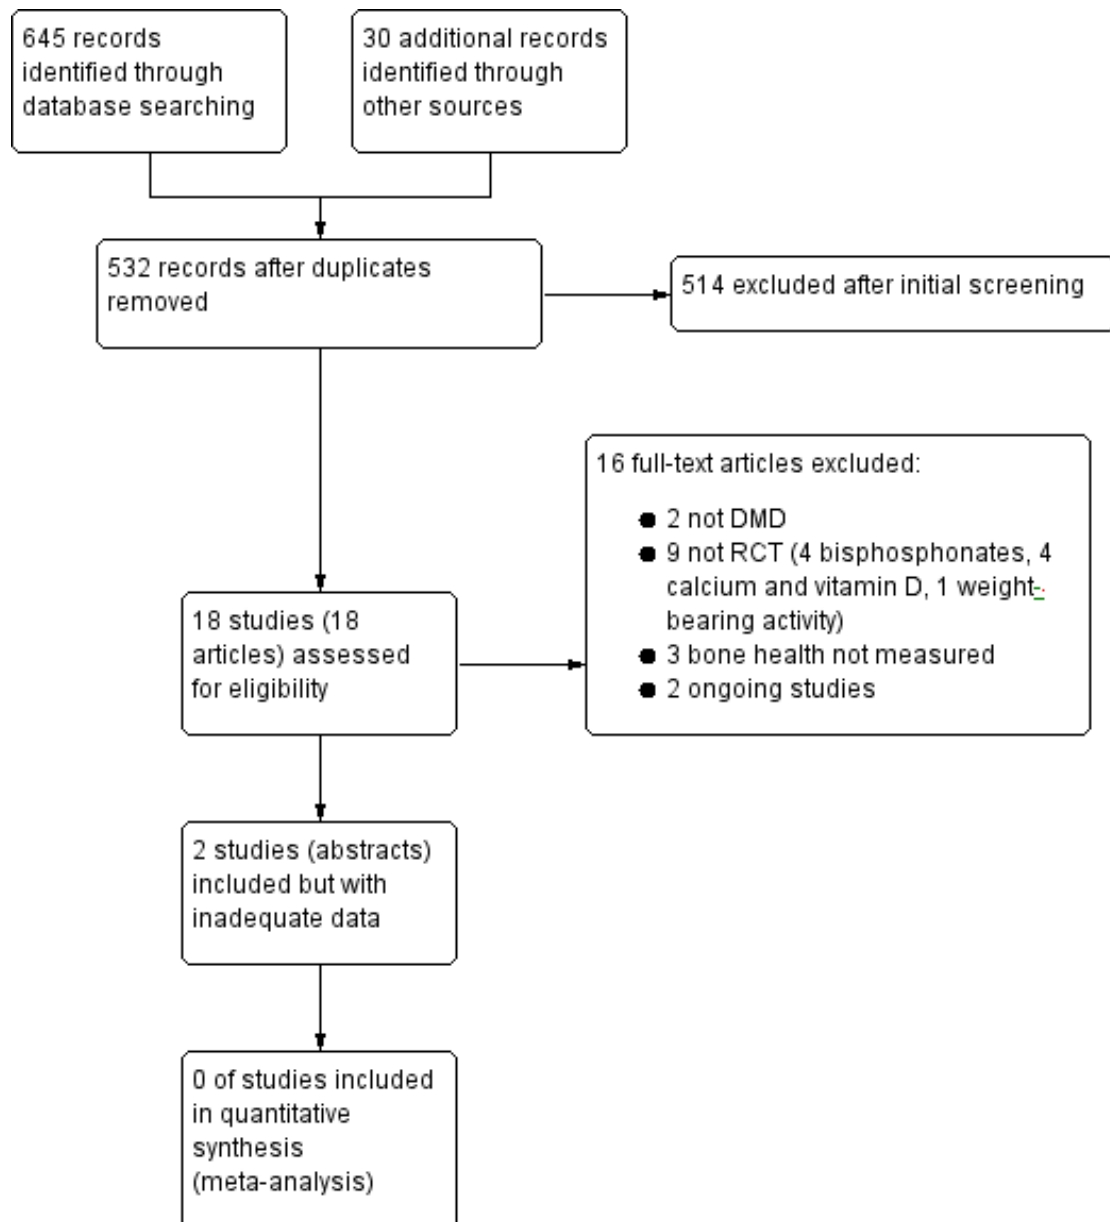 645 records
identified through
database searching
30 additional records
identified through
other sources
532 records after duplicates
removed
514 excluded after initial screening
16 full-text articles excluded:
● 2 not DMD
● 9 not RCT (4 bisphosphonates, 4
calcium and vitamin D, 1 weight-
bearing activity)
● 3 bone health not measured
● 2 ongoing studies
18 studies (18
articles) assessed
for eligibility
2 studies (abstracts)
included but with
inadequate data
0 of studies included
in quantitative
synthesis
(meta-analysis)